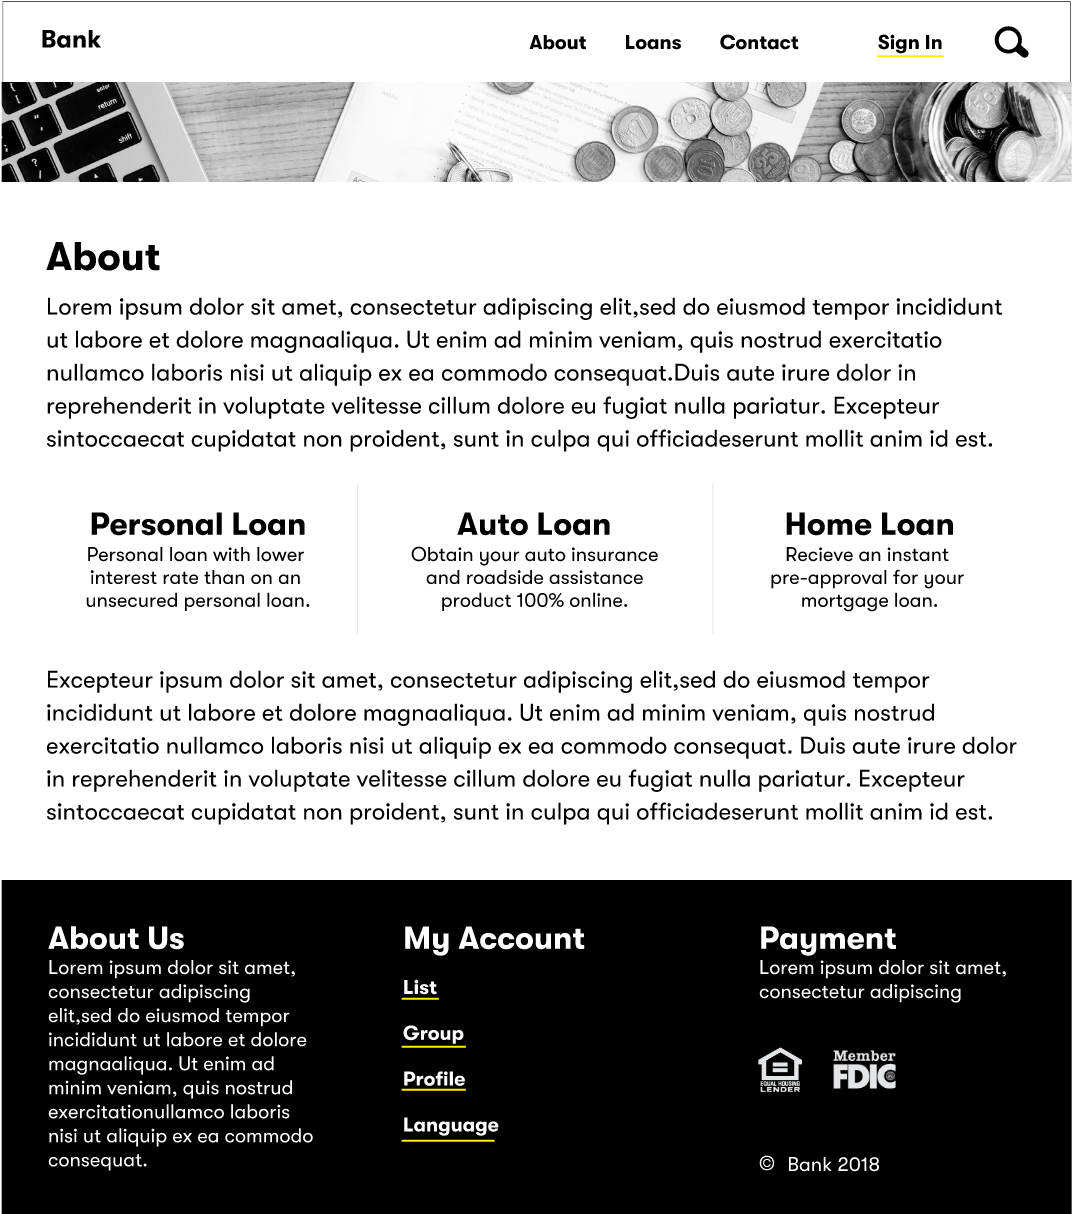 Bank
About Loans Contact Sign In
enter
return
shift
About
Lorem ipsum dolor sit amet, consectetur adipiscing elit,sed do eiusmod tempor incididunt
ut labore et dolore magnaaliqua. Ut enim ad minim veniam, quis nostrud exercitatio
nullamco laboris nisi ut aliquip ex ea commodo consequat.Duis aute irure dolor in
reprehenderit in voluptate velitesse cillum dolore eu fugiat nulla pariatur. Excepteur
sintoccaecat cupidatat non proident, sunt in culpa qui officiadeserunt mollit anim id est.
Personal Loan
Personal loan with lower
interest rate than on an
unsecured personal loan.
Auto Loan
Obtain your auto insurance
and roadside assistance
product 100% online.
Home Loan
Recieve an instant
pre-approval for your
mortgage loan.
Excepteur ipsum dolor sit amet, consectetur adipiscing elit,sed do eiusmod tempor
incididunt ut labore et dolore magnaaliqua. Ut enim ad minim veniam, quis nostrud
exercitatio nullamco laboris nisi ut aliquip ex ea commodo consequat. Duis aute irure dolor
in reprehenderit in voluptate velitesse cillum dolore eu fugiat nulla pariatur. Excepteur
sintoccaecat cupidatat non proident, sunt in culpa qui officiadeserunt mollit anim id est.
About Us
Lorem ipsum dolor sit amet,
consectetur adipiscing
elit,sed do eiusmod tempor
incididunt ut labore et dolore
magnaaliqua. Ut enim ad
minim veniam, quis nostrud
exercitationullamco laboris
nisi ut aliquip ex ea commodo
consequat.
My Account
List
Group
Profile
Language
Payment
Lorem ipsum dolor sit amet,
consectetur adipiscing
EQUAL HOUSING
LENDER
Member
FDIC
© Bank 2018